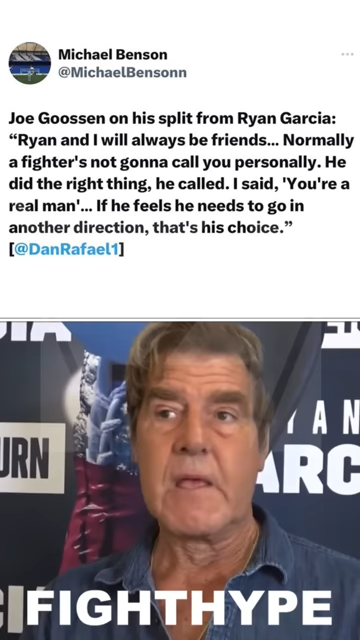 Michael Benson
@MichaelBensonn
Joe Goossen on his split from Ryan Garcia:
“Ryan and I will always be friends... Normally
a fighter's not gonna call you personally. He
did the right thing, he called. I said, 'You're a
real man'... If he feels he needs to go in
another direction, that's his choice.”
[@DanRafael1]
YAN
ARC
URN
FIGHTHYPE